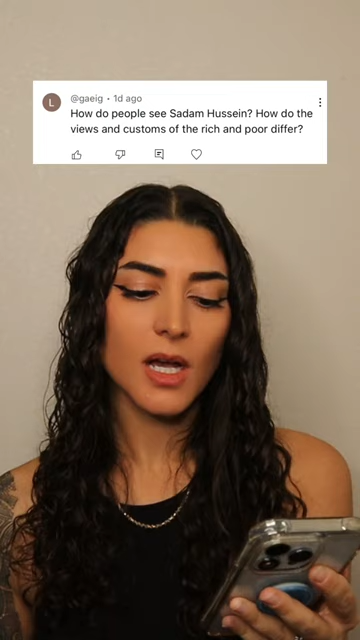 L
@gaeig • 1d ago
How do people see Sadam Hussein? How do the
views and customs of the rich and poor differ?